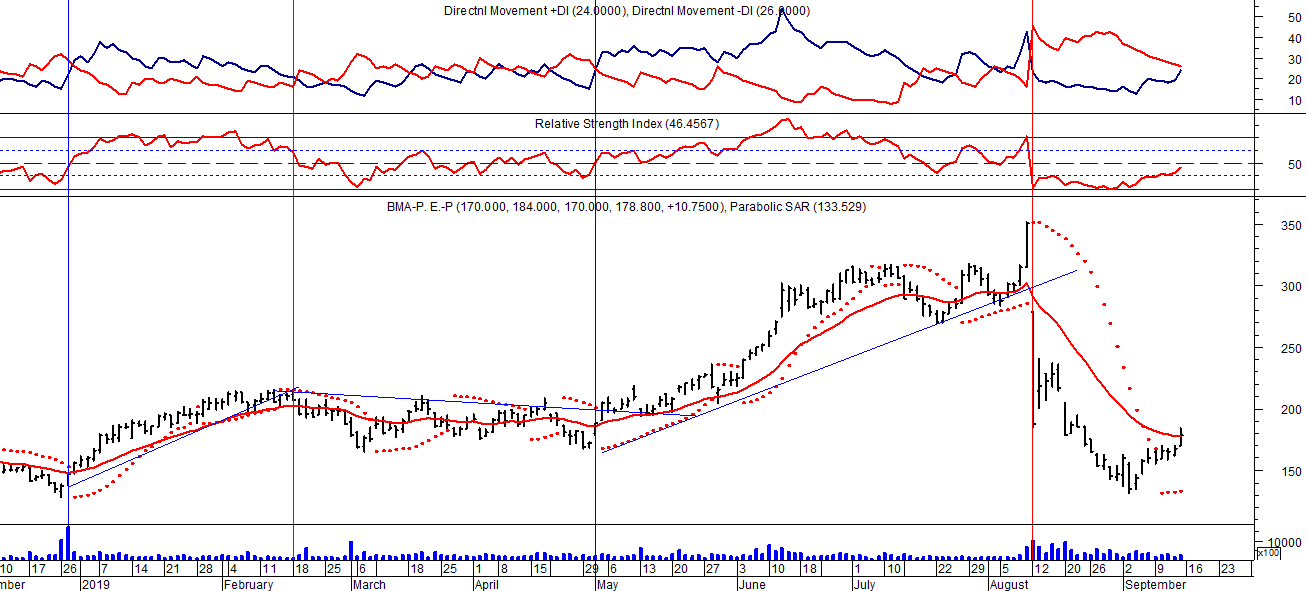 Directnl Movement +DI (24.0000), Directnl Movement -DI (26.0000)
50
40
30
20
10
Relative Strength Index (46.4567)
50
BMA-P. E.-P (170.000, 184.000, 170.000, 178.800, +10.7500), Parabolic SAR (133.529)
350
300
250
200
150
10000
x100
10 17 26 7 14 21 28 4 11 18 25 6 18 25 1 8 15 29 6 13 20 27 3 10 18 1 10 22 29 5 12 20 26 2 9 16 23
mber 2019 February March April May June July August September